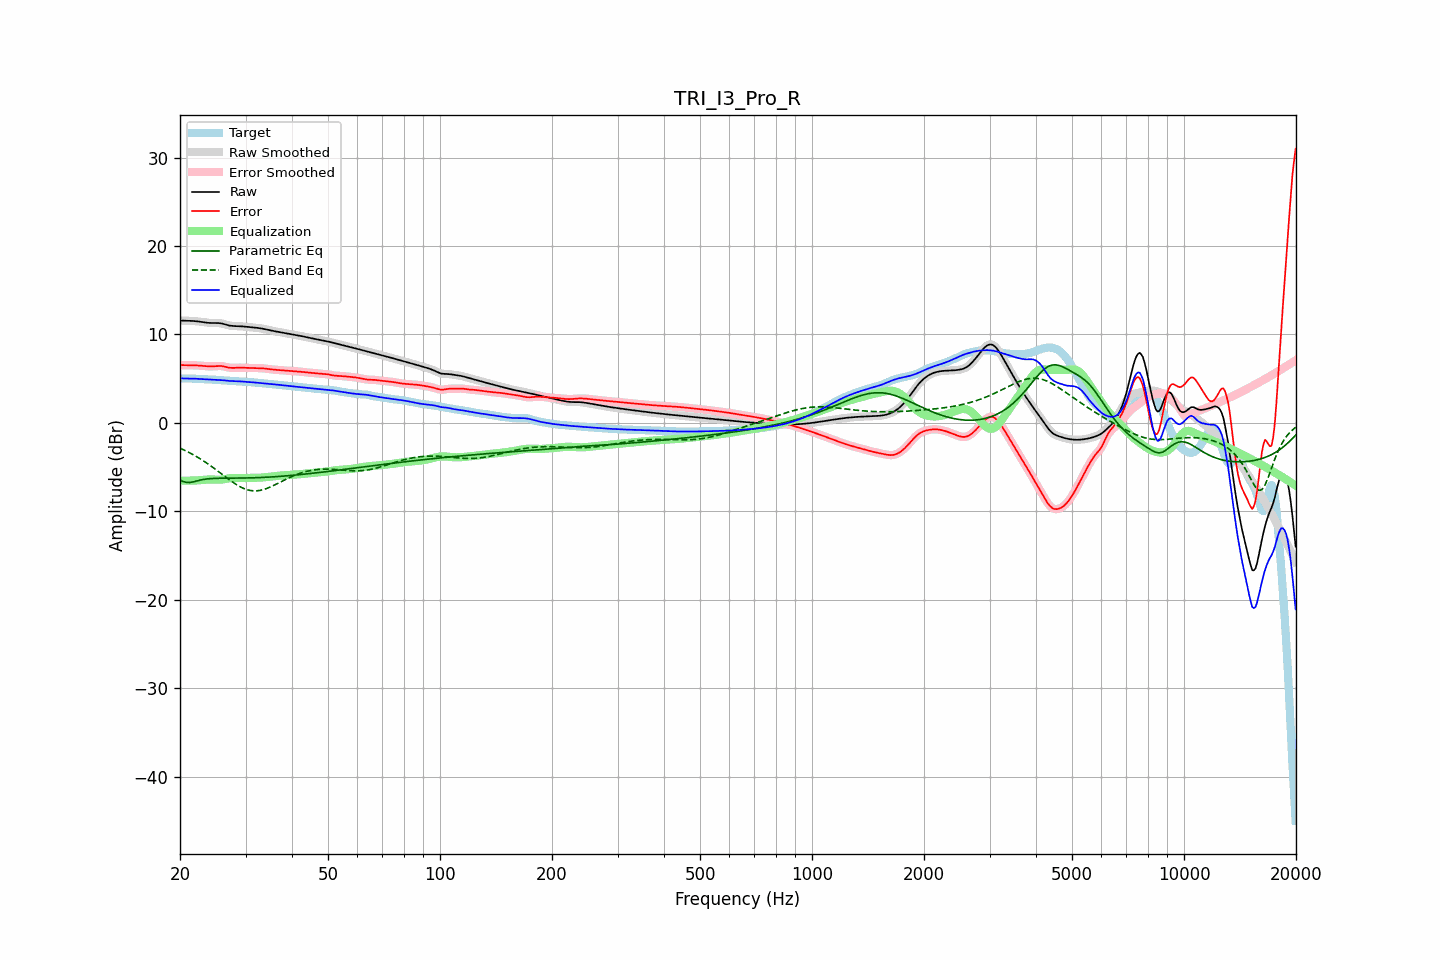 TRI_I3_Pro_R
Target
Raw Smoothed
Error Smoothed
Raw
Error
Equalization
Parametric Eq
Fixed Band Eq
Equalized
30
20
10
0
−10
−20
−30
−40
Amplitude (dBr)
20
50
100
200
500
1000
2000
5000
10000
20000
Frequency (Hz)